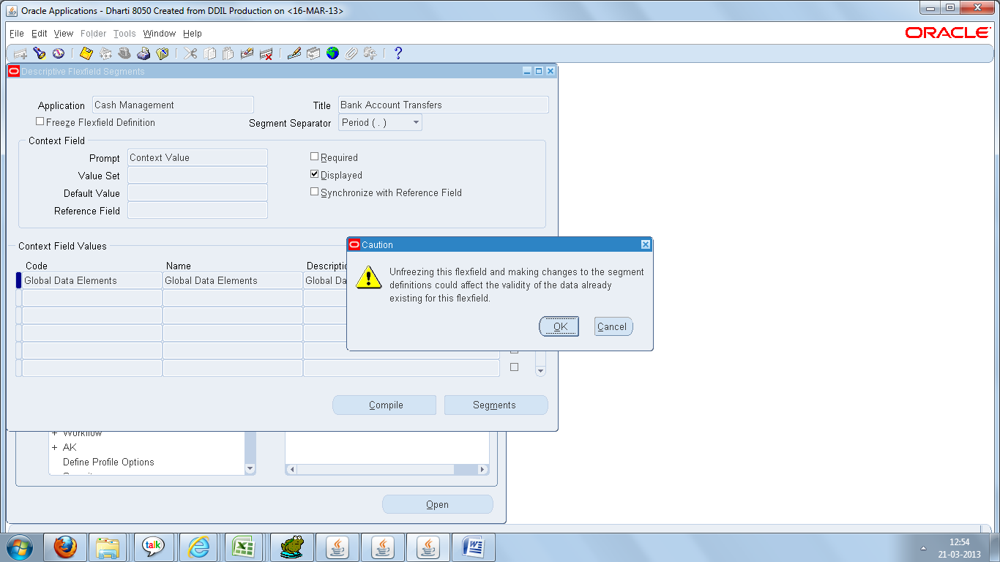 Oracle Applications - Dharti 8050 Created from DDIL Production on <16-MAR-13>
File Edit View Folder Tools Window Help
ORACLE
Descriptive Flexfield Segments
Application Cash Management Title Bank Account Transfers
Freeze Flexfield Definition Segment Separator Period ( . )
Context Field
Prompt Context Value Required
Value Set Displayed
Default Value Synchronize with Reference Field
Reference Field
Context Field Values
Code Name
Global Data Elements Global Data Elements Global
Caution
Unfreezing this flexfield and making changes to the segment
definitions could affect the validity of the data already
existing for this flexfield.
OK Cancel
Compile Segments
+ Workflow
+ AK
Define Profile Options
Open
talk
12:54
21-03-2013